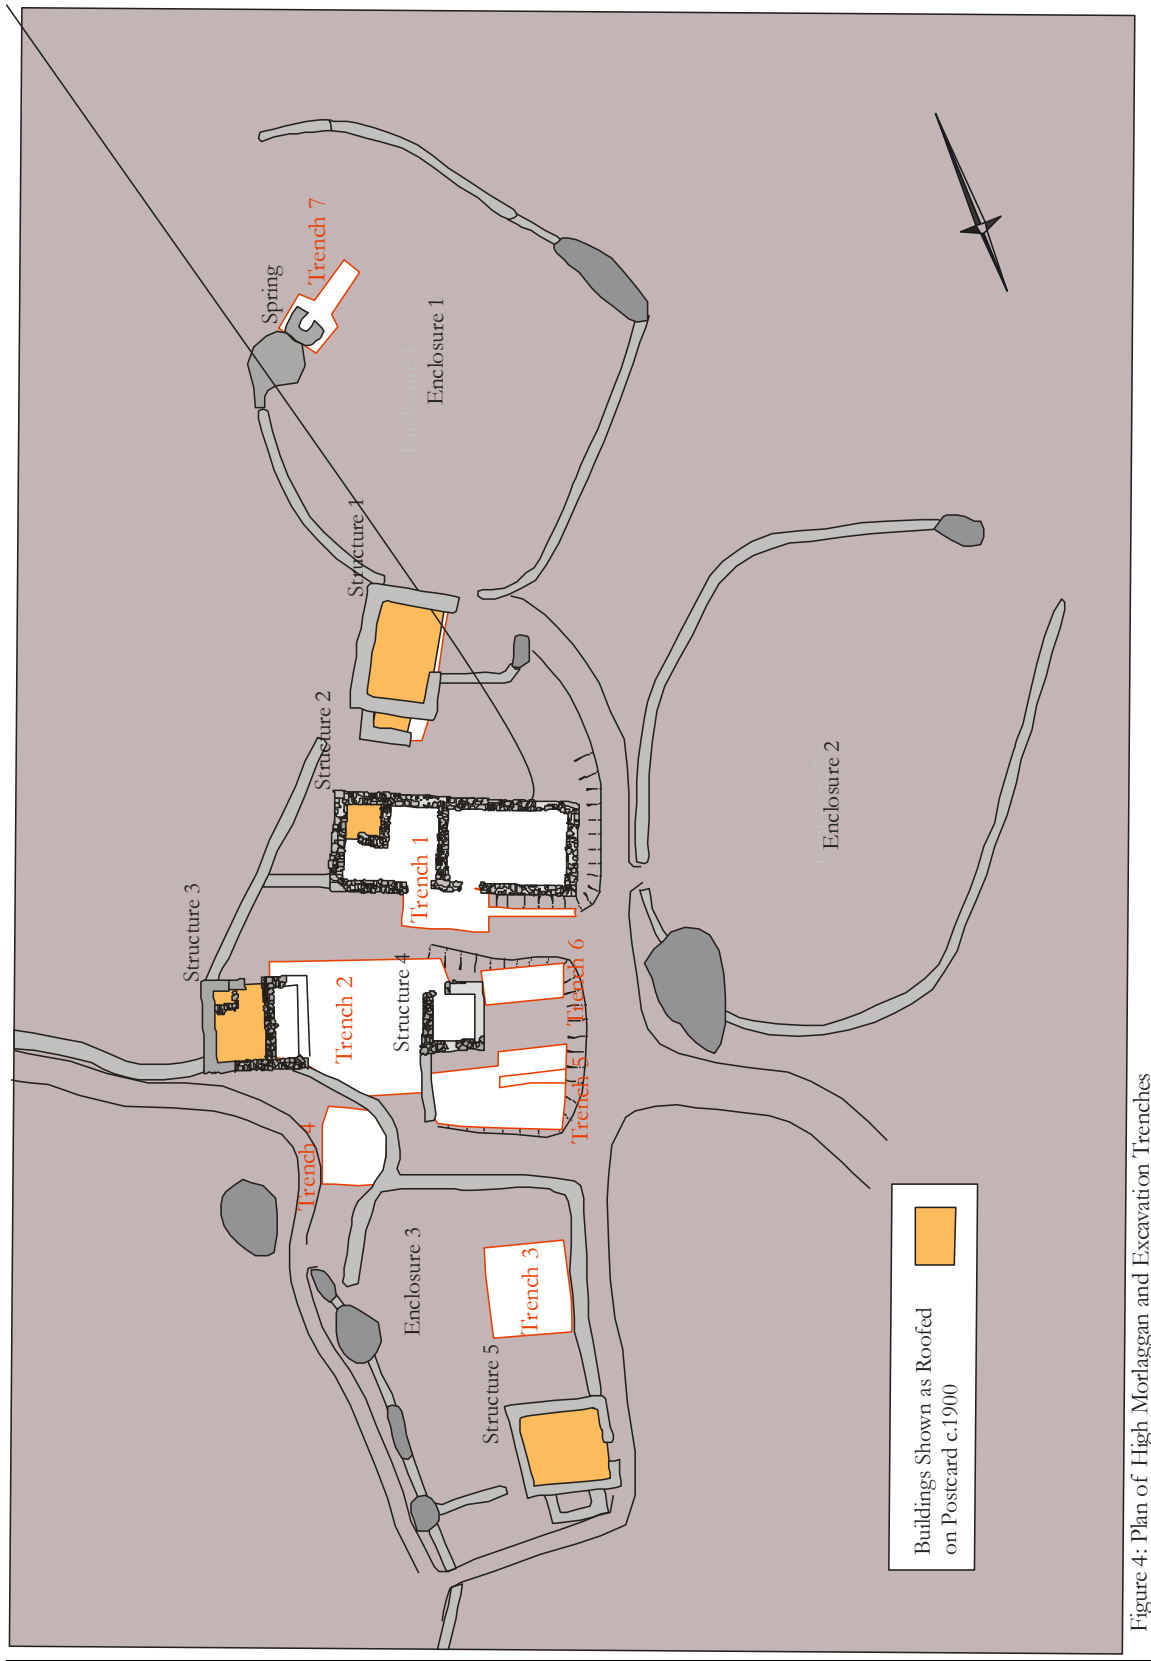 Spring
Trench 7
Enclosure 1
Enclosure 1
Structure 1
Structure 2
Trench 1
Enclosure 2
Structure 3
Trench 2
Structure 4
Trench 6
Trench 5
Trench 4
Enclosure 3
Trench 3
Structure 5
Buildings Shown as Roofed
on Postcard c.1900
Figure 4: Plan of High Morlaggan and Excavation Trenches